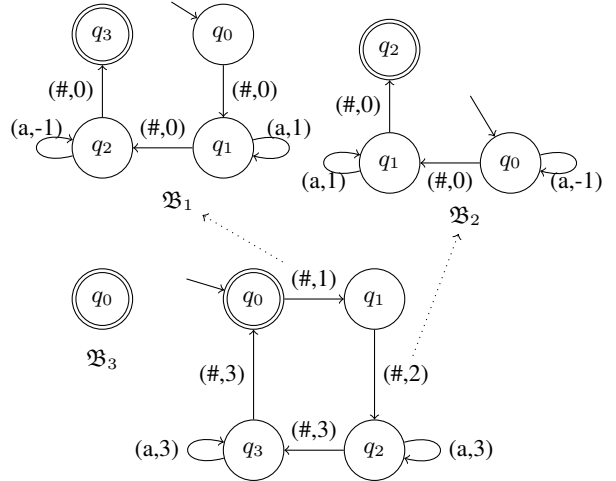 q₃ q₀ q₂
(#,0) (#,0) (#,0)
(a,-1) q₂ (#,0) q₁ (a,1) (a,1) q₁ (#,0) q₀ (a,-1)
𝔅₁ 𝔅₂
q₀ q₀ (#,1) q₁
𝔅₃ (#,3) (#,2)
(a,3) q₃ (#,3) q₂ (a,3)